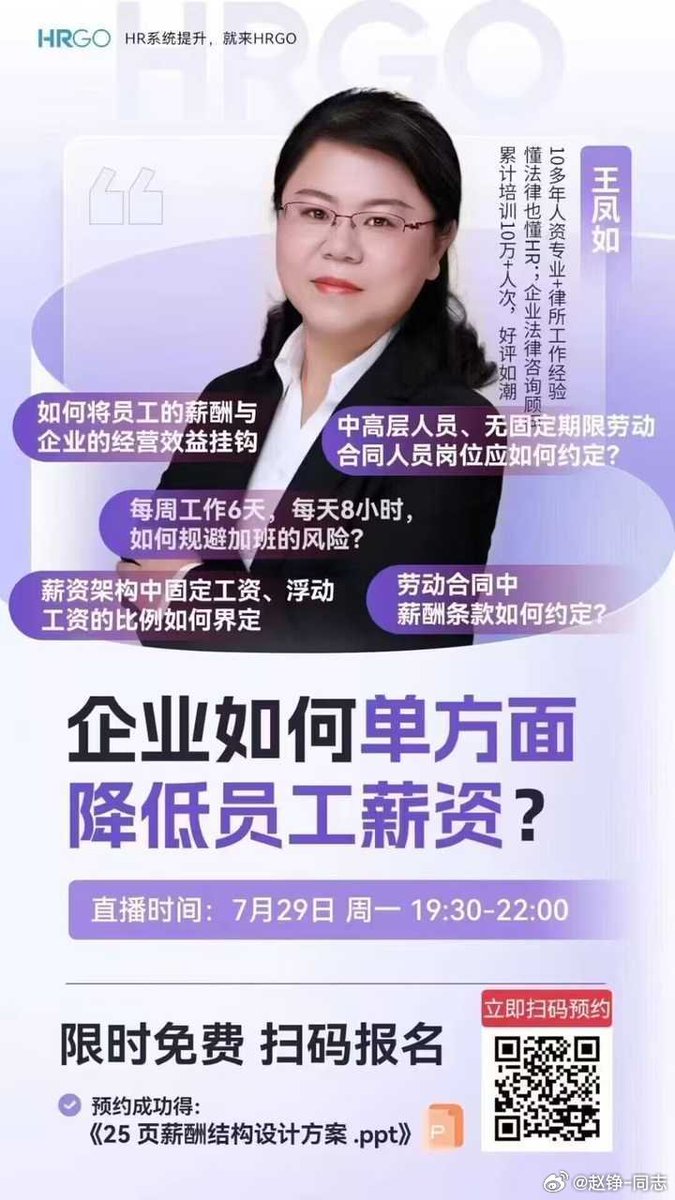 HRGO HR系统提升，就来HRGO
HRGO
王凤如
10多年人资专业+律所工作经验
懂法律也懂HR；企业法律咨询顾
累计培训10万+人次，好评如潮
如何将员工的薪酬与
企业的经营效益挂钩
中高层人员、无固定期限劳动
合同人员岗位应如何约定？
每周工作6天，每天8小时，
如何规避加班的风险？
薪资架构中固定工资、浮动
工资的比例如何界定
劳动合同中
薪酬条款如何约定？
企业如何单方面
降低员工薪资？
直播时间：7月29日 周一 19:30-22:00
限时免费 扫码报名
立即扫码预约
预约成功得：
《25 页薪酬结构设计方案 .ppt》
P
@赵铮-同志